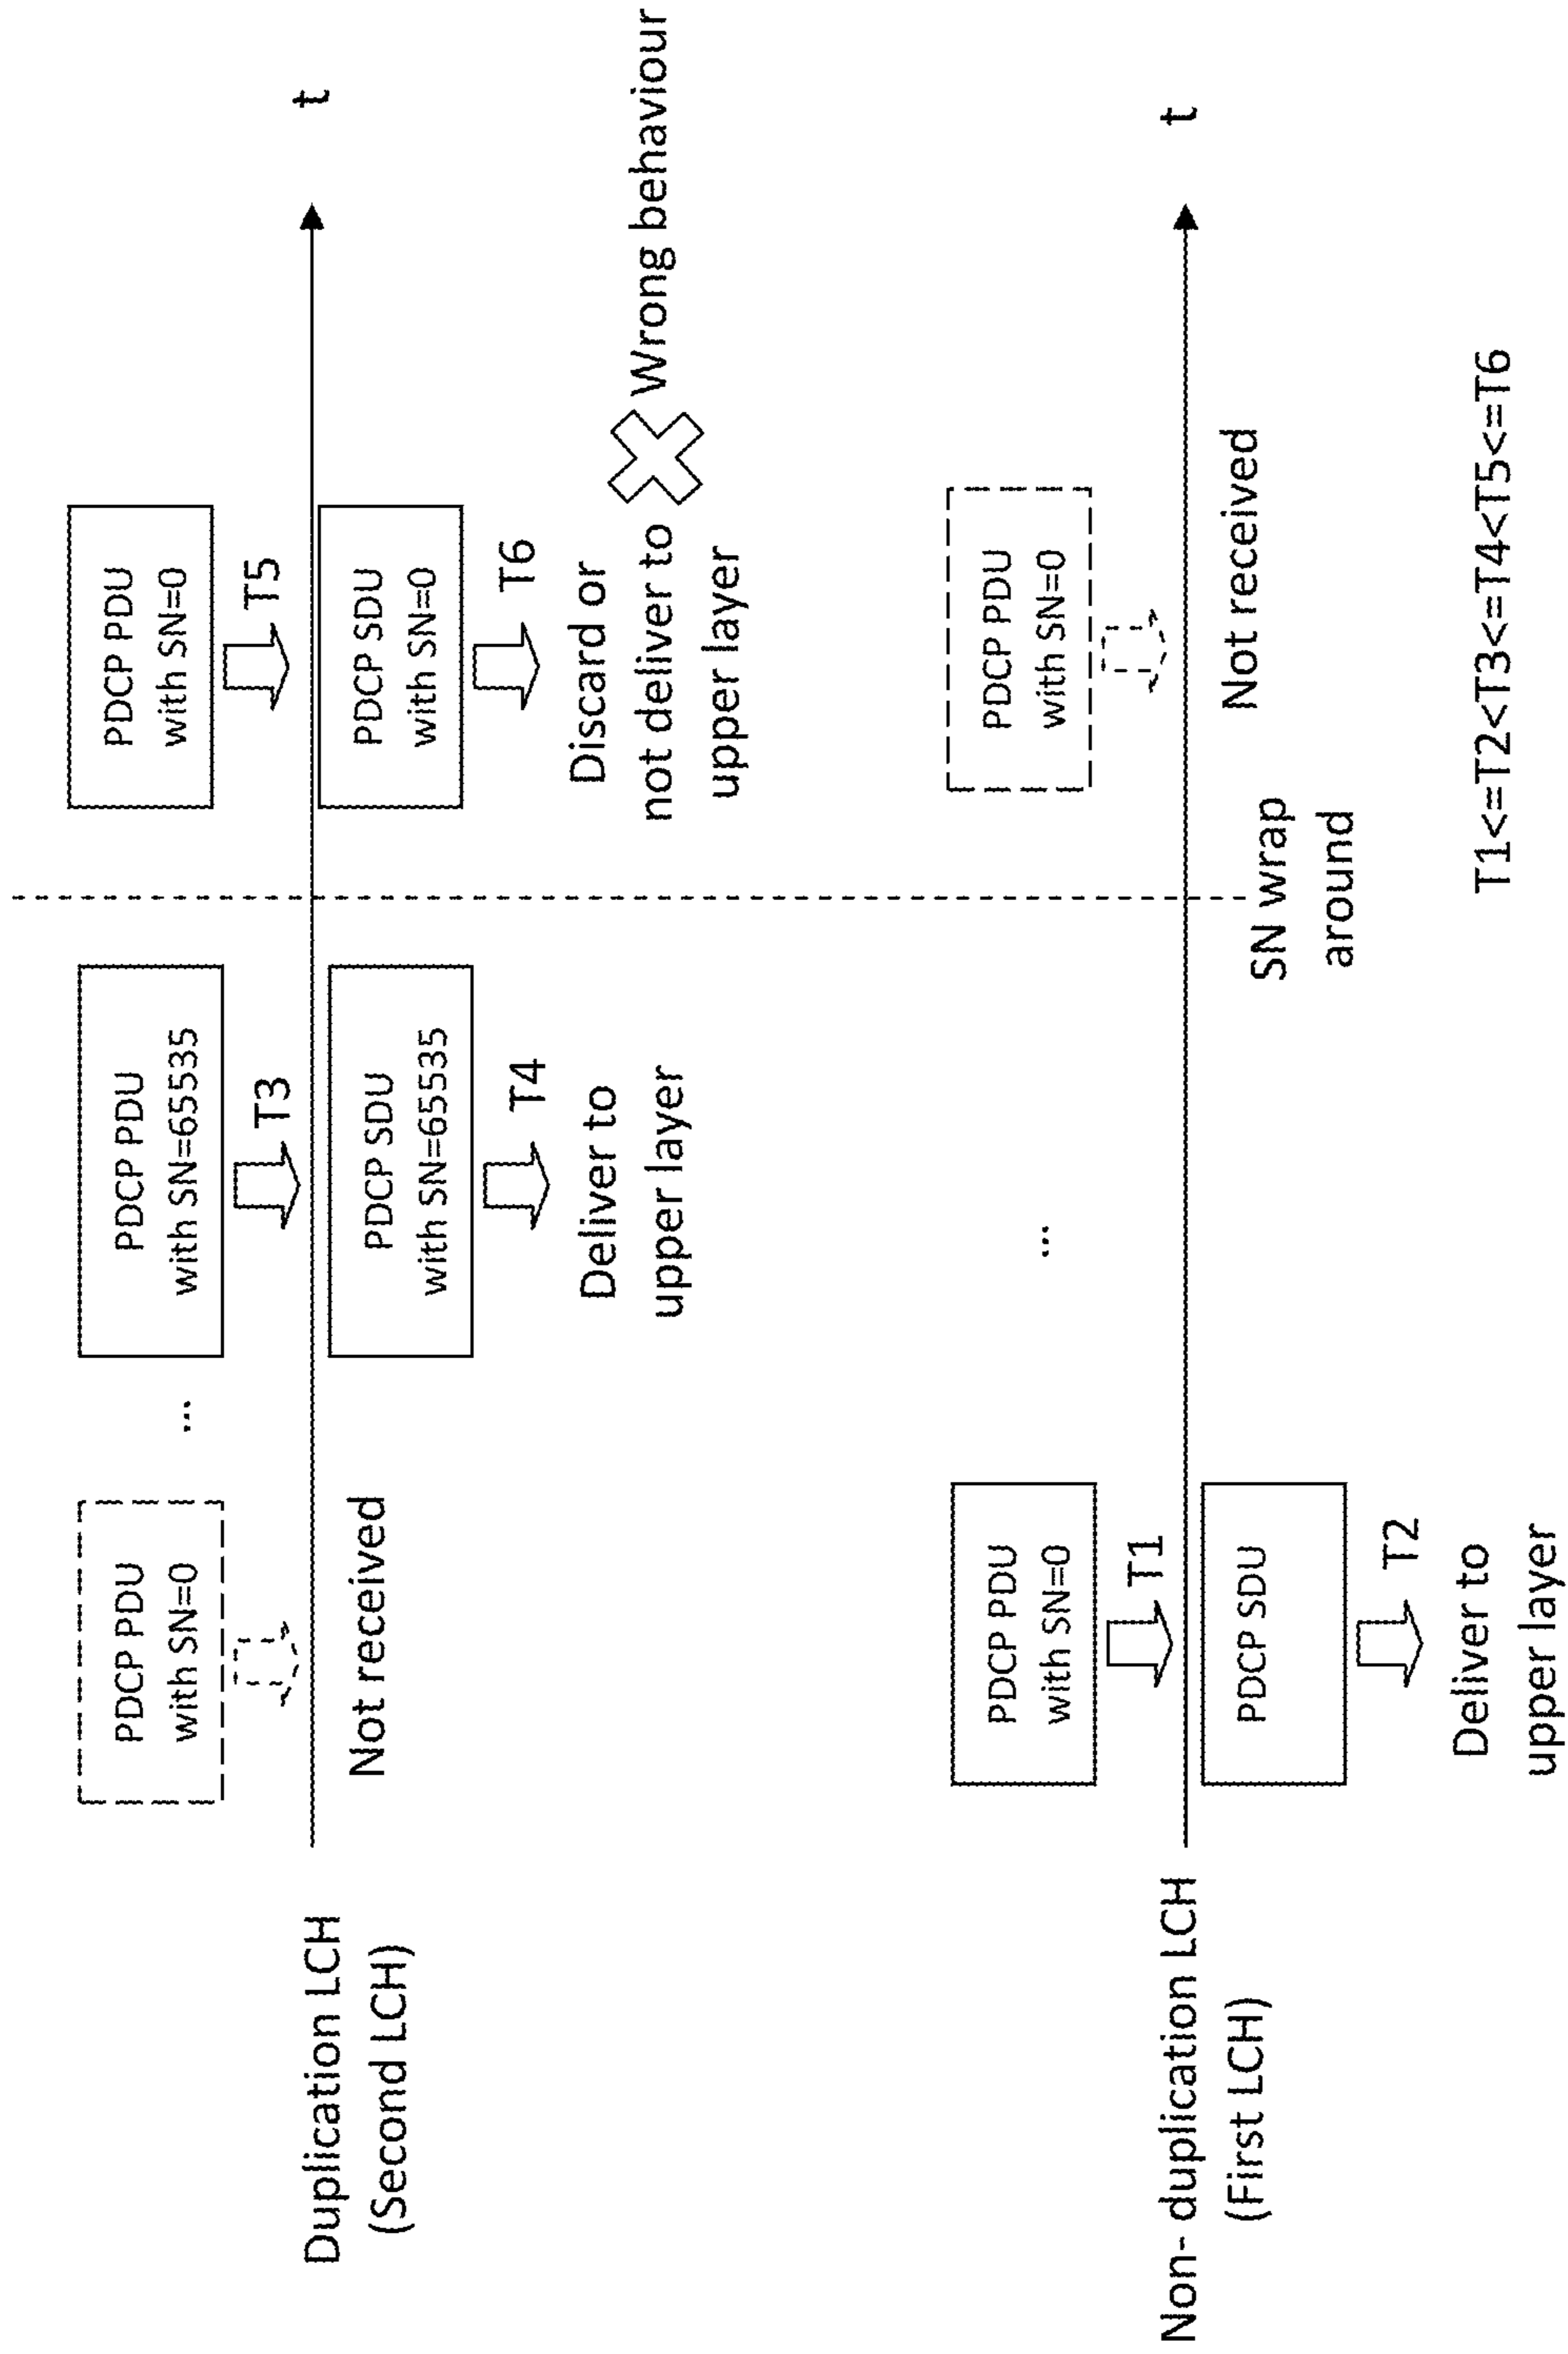 PDCP PDU
with SN=0
...
PDCP PDU
with SN=65535
PDCP PDU
with SN=0
T3
T5
Duplication LCH
(Second LCH)
t
Not received
PDCP SDU
with SN=65535
PDCP SDU
with SN=0
T4
T6
Deliver to
upper layer
Discard or
not deliver to
upper layer
Wrong behaviour
PDCP PDU
with SN=0
...
PDCP PDU
with SN=0
T1
Non- duplication LCH
(First LCH)
t
PDCP SDU
Not received
SN wrap
around
T2
Deliver to
upper layer
T1<=T2<T3<=T4<T5<=T6